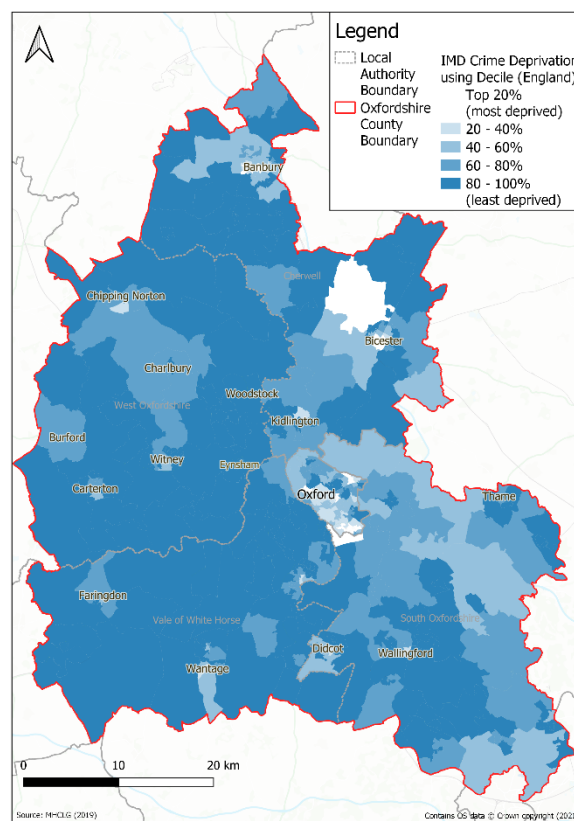 Legend
Local
Authority
Boundary
Oxfordshire
County
Boundary
IMD Crime Deprivation
using Decile (England)
Top 20%
(most deprived)
20 - 40%
40 - 60%
60 - 80%
80 - 100%
(least deprived)
Banbury
Cherwell
Chipping Norton
Bicester
Charlbury
Woodstock
West Oxfordshire
Kidlington
Burford
Witney
Eynsham
Carterton
Oxford
Thame
Faringdon
Vale of White Horse
South Oxfordshire
Didcot
Wallingford
Wantage
0 10 20 km
Source: MHCLG (2019)
Contains OS data © Crown copyright (202